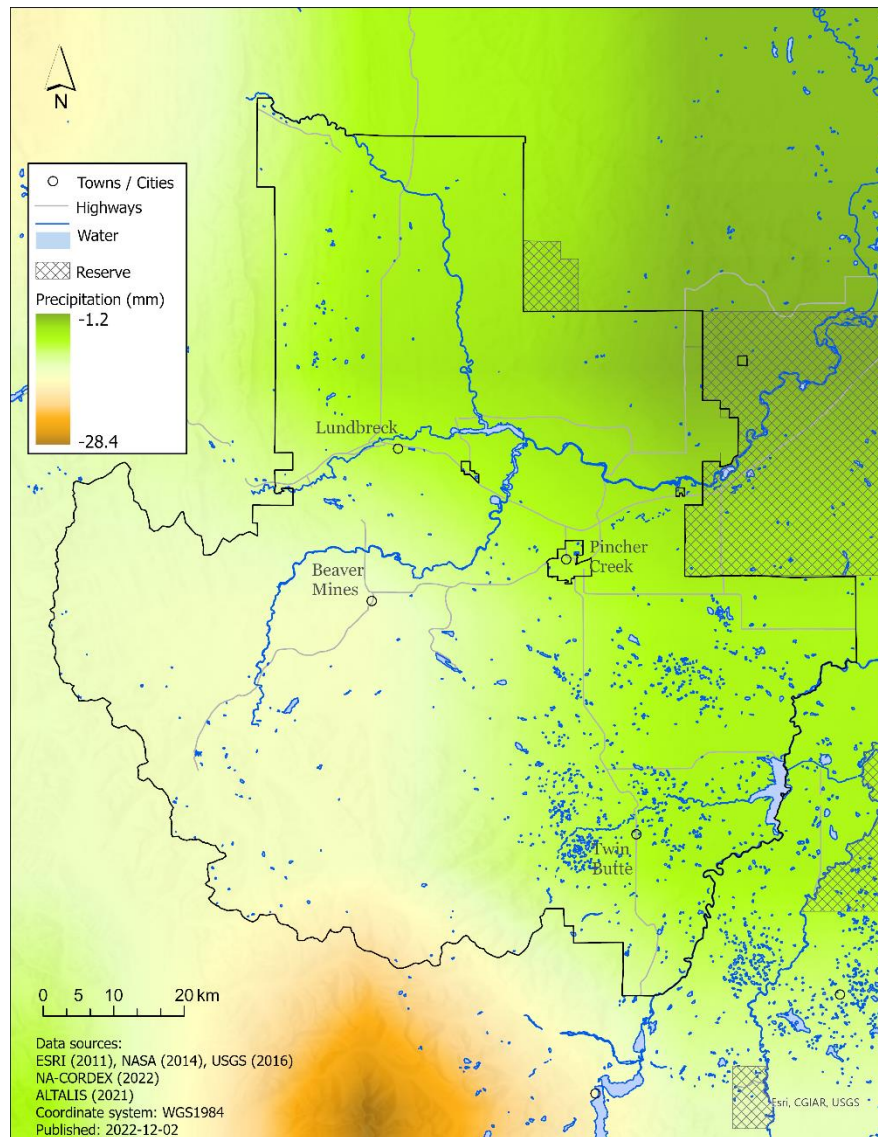 N
Towns / Cities
Highways
Water
Reserve
Precipitation (mm)
-1.2
-28.4
Lundbreck
Pincher
Creek
Beaver
Mines
Twin
Butte
0 5 10 20 km
Data sources:
ESRI (2011), NASA (2014), USGS (2016)
NA-CORDEX (2022)
ALTALIS (2021)
Coordinate system: WGS1984
Published: 2022-12-02
Esri, CGIAR, USGS